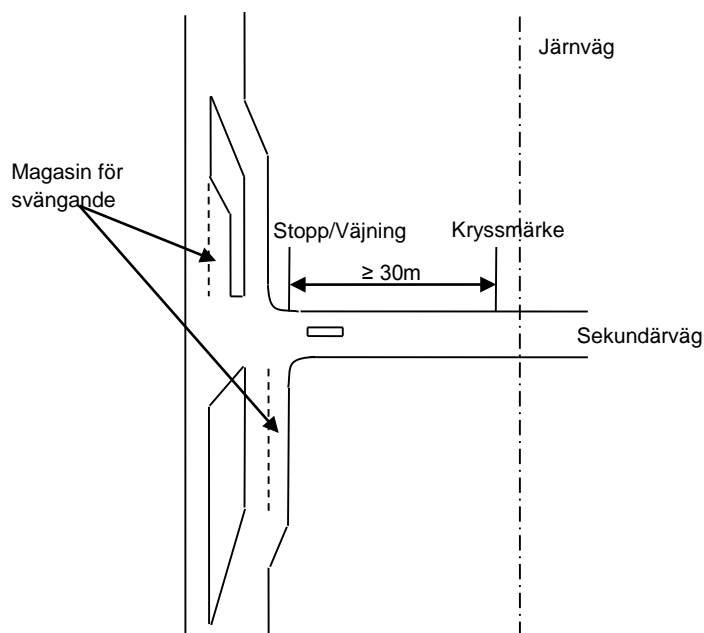 Järnväg
Magasin för
svängande
Stopp/Väjning
Kryssmärke
≥ 30m
Sekundärväg